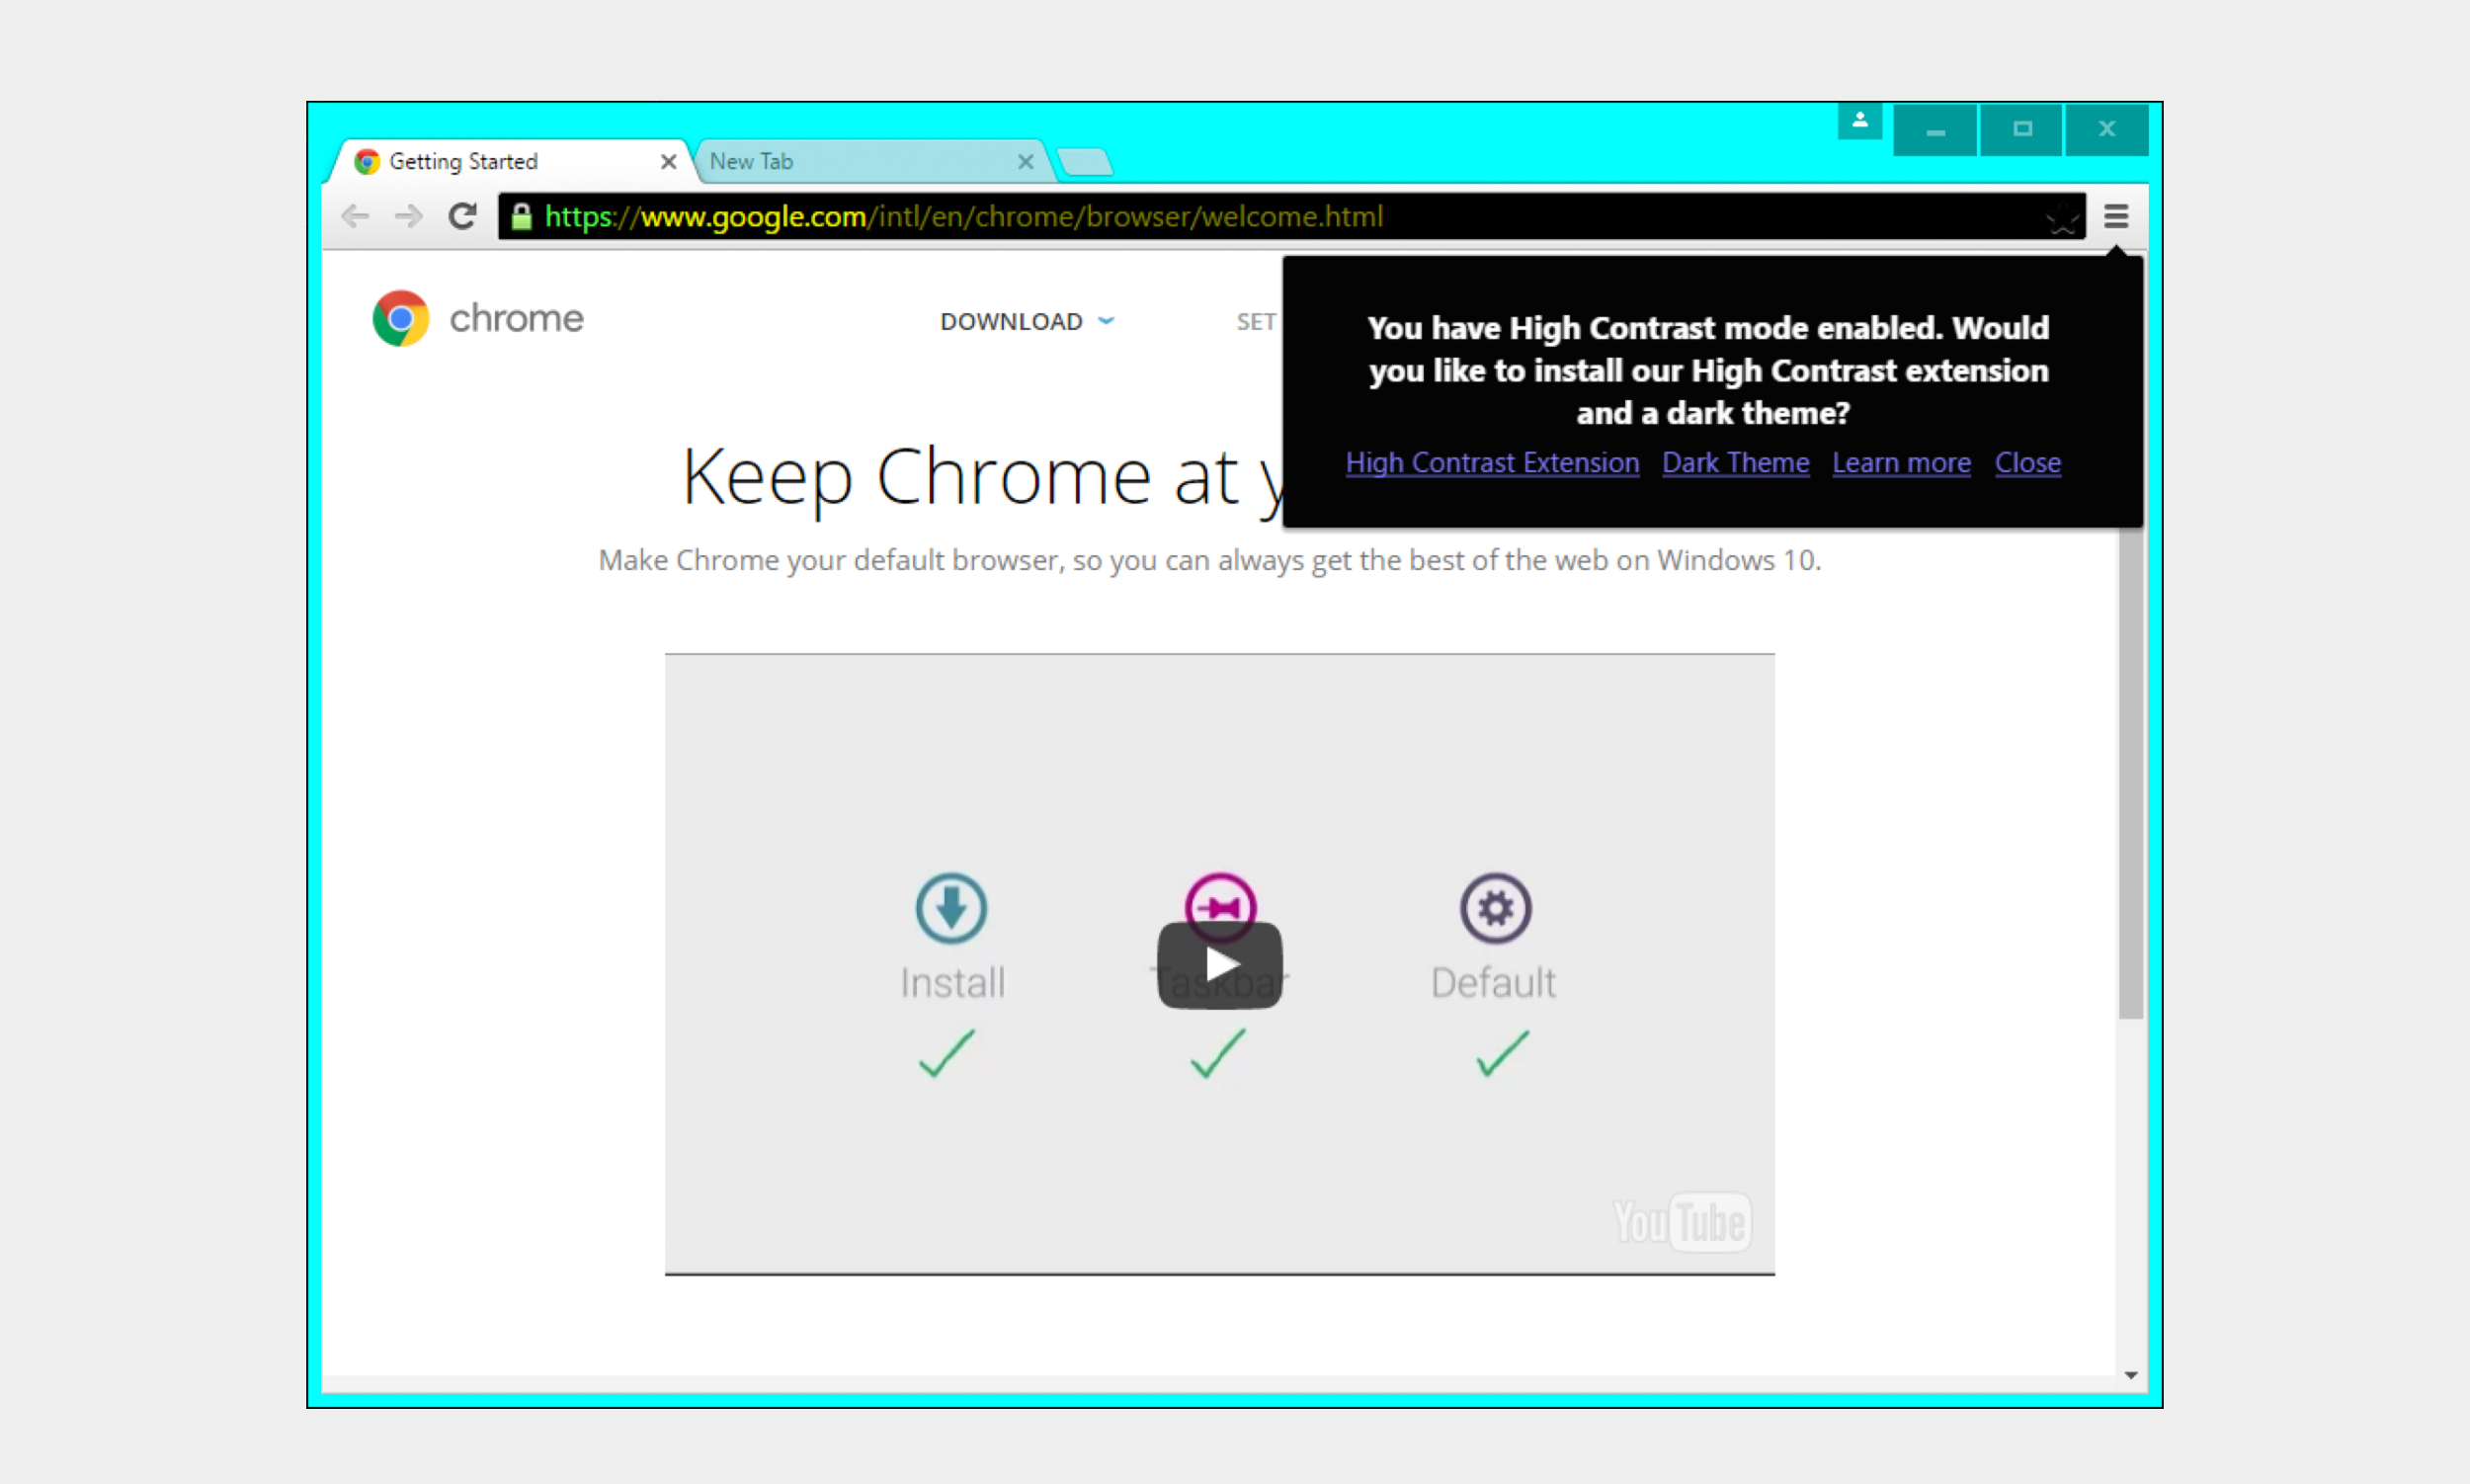 Getting Started
New Tab
https://www.google.com/intl/en/chrome/browser/welcome.html
chrome
DOWNLOAD
SET
You have High Contrast mode enabled. Would
you like to install our High Contrast extension
and a dark theme?
High Contrast Extension Dark Theme Learn more Close
Keep Chrome at y
Make Chrome your default browser, so you can always get the best of the web on Windows 10.
Install Taskbar Default
YouTube